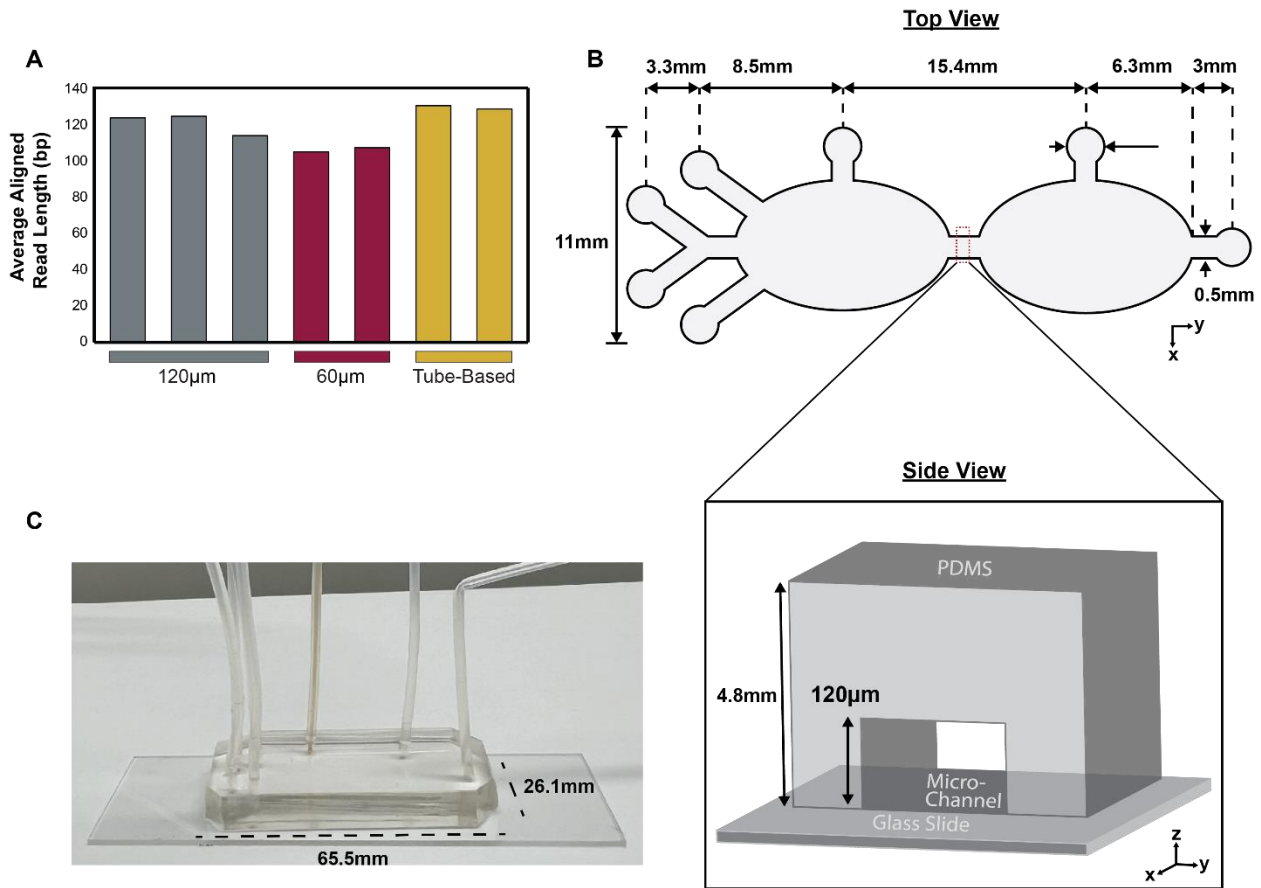 A
Average Aligned
Read Length (bp)
140
120
100
80
60
40
20
0
120µm
60µm
Tube-Based
B
Top View
3.3mm
8.5mm
15.4mm
6.3mm
3mm
11mm
0.5mm
y
x
Side View
PDMS
4.8mm
120µm
Micro-
Channel
Glass Slide
z
x
y
C
26.1mm
65.5mm